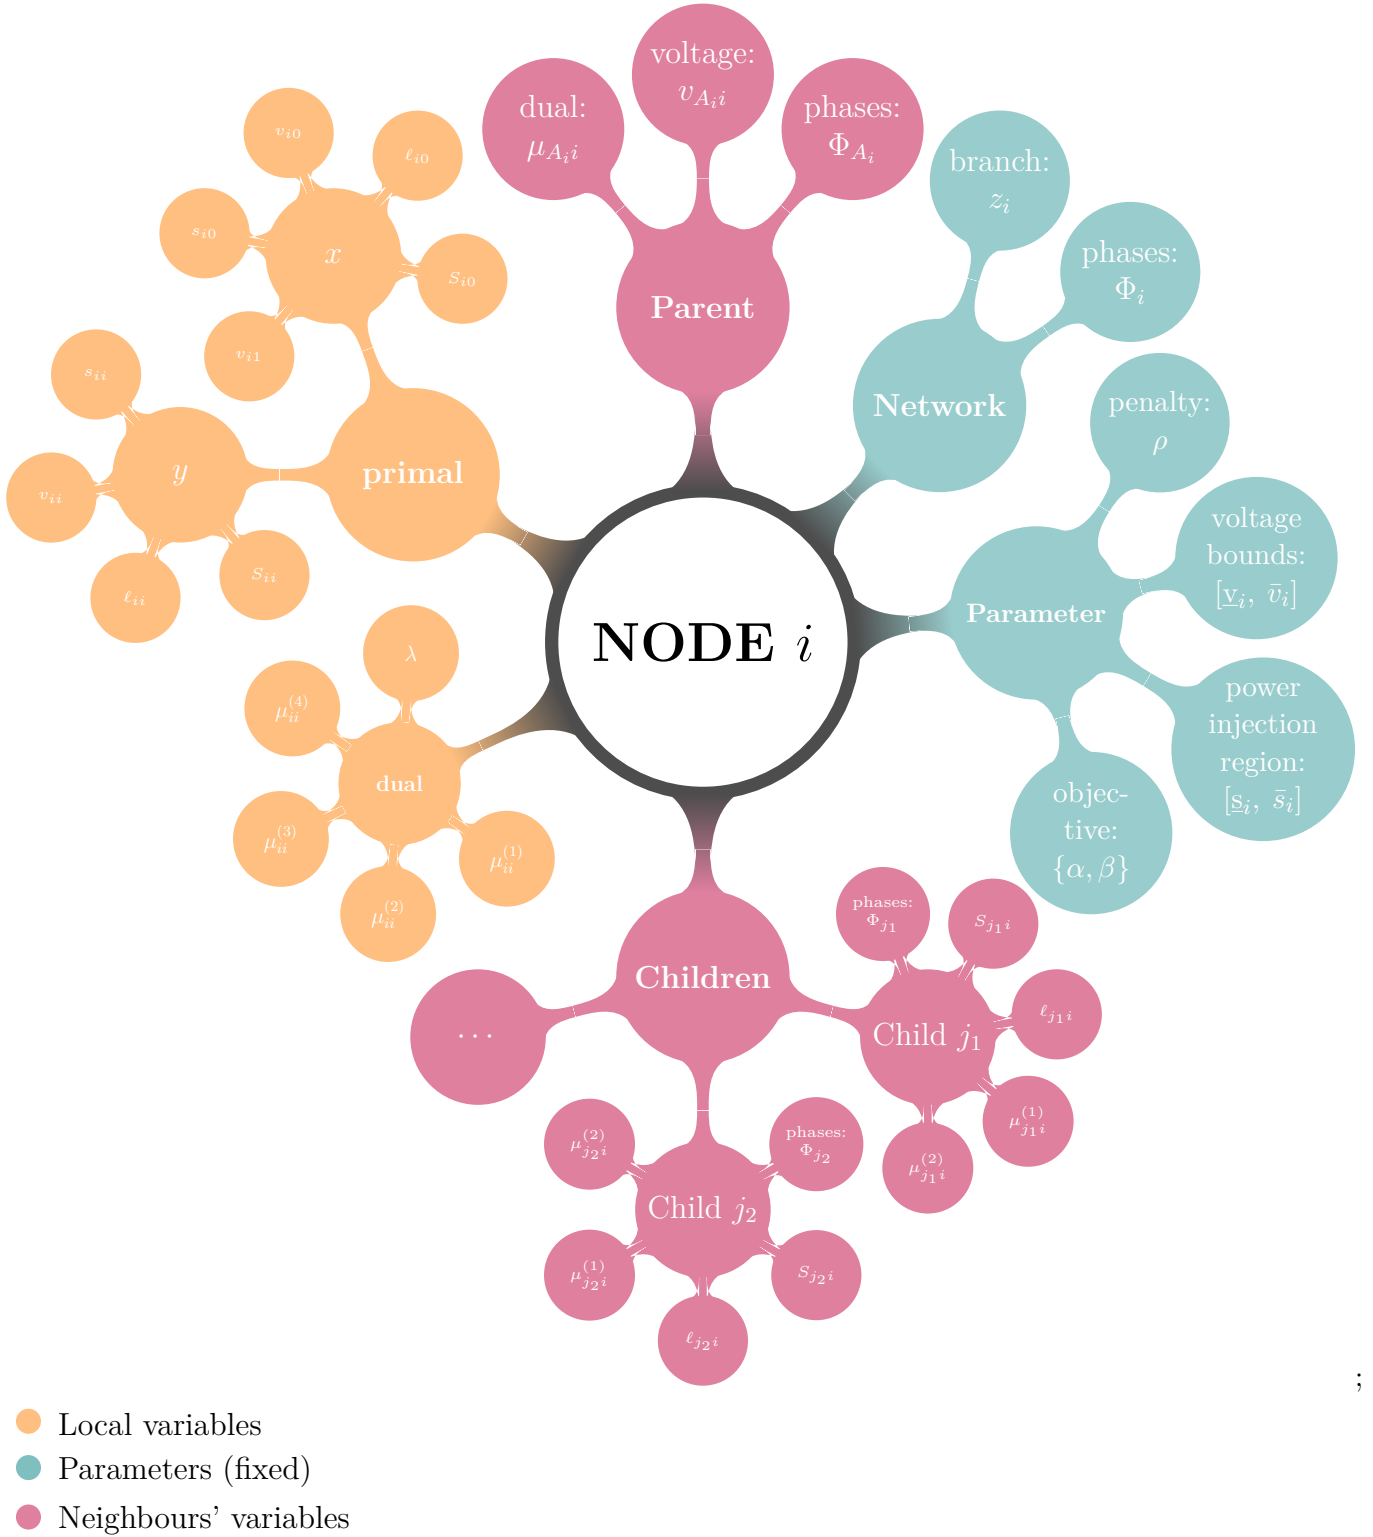 voltage:
v_{A_i i}
dual:
μ_{A_i i}
phases:
Φ_{A_i}
Parent
branch:
z_i
phases:
Φ_i
Network
penalty:
ρ
voltage
bounds:
[v̲_i, v̄_i]
Parameter
power
injection
region:
[s̲_i, s̄_i]
objec-
tive:
{α, β}
v_{i0}
ℓ_{i0}
s_{i0}
x
S_{i0}
v_{i1}
s_{ii}
y
primal
v_{ii}
S_{ii}
ℓ_{ii}
NODE i
λ
μ_{ii}^{(4)}
dual
μ_{ii}^{(3)}
μ_{ii}^{(1)}
μ_{ii}^{(2)}
Children
phases:
Φ_{j_1}
S_{j_1 i}
ℓ_{j_1 i}
Child j_1
μ_{j_1 i}^{(1)}
μ_{j_1 i}^{(2)}
· · ·
μ_{j_2 i}^{(2)}
phases:
Φ_{j_2}
Child j_2
μ_{j_2 i}^{(1)}
S_{j_2 i}
ℓ_{j_2 i}
;
Local variables
Parameters (fixed)
Neighbours’ variables